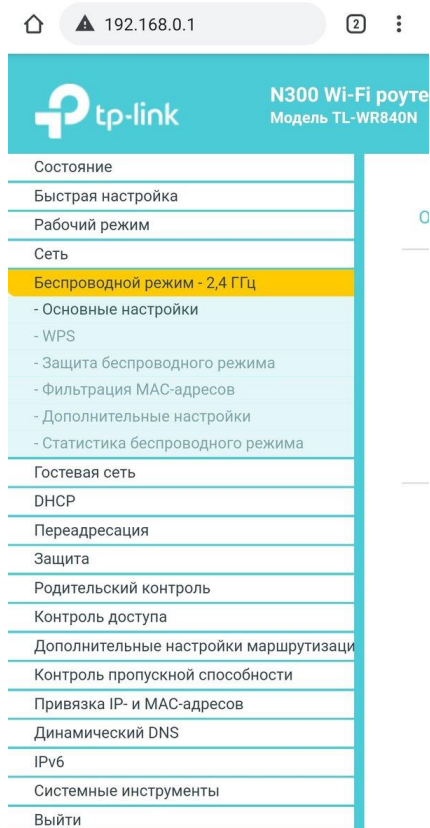 192.168.0.1
2
tp-link
N300 Wi-Fi роуте
Модель TL-WR840N
Состояние
Быстрая настройка
Рабочий режим
Сеть
Беспроводной режим - 2,4 ГГц
- Основные настройки
- WPS
- Защита беспроводного режима
- Фильтрация MAC-адресов
- Дополнительные настройки
- Статистика беспроводного режима
Гостевая сеть
DHCP
Переадресация
Защита
Родительский контроль
Контроль доступа
Дополнительные настройки маршрутизаци
Контроль пропускной способности
Привязка IP- и MAC-адресов
Динамический DNS
IPv6
Системные инструменты
Выйти